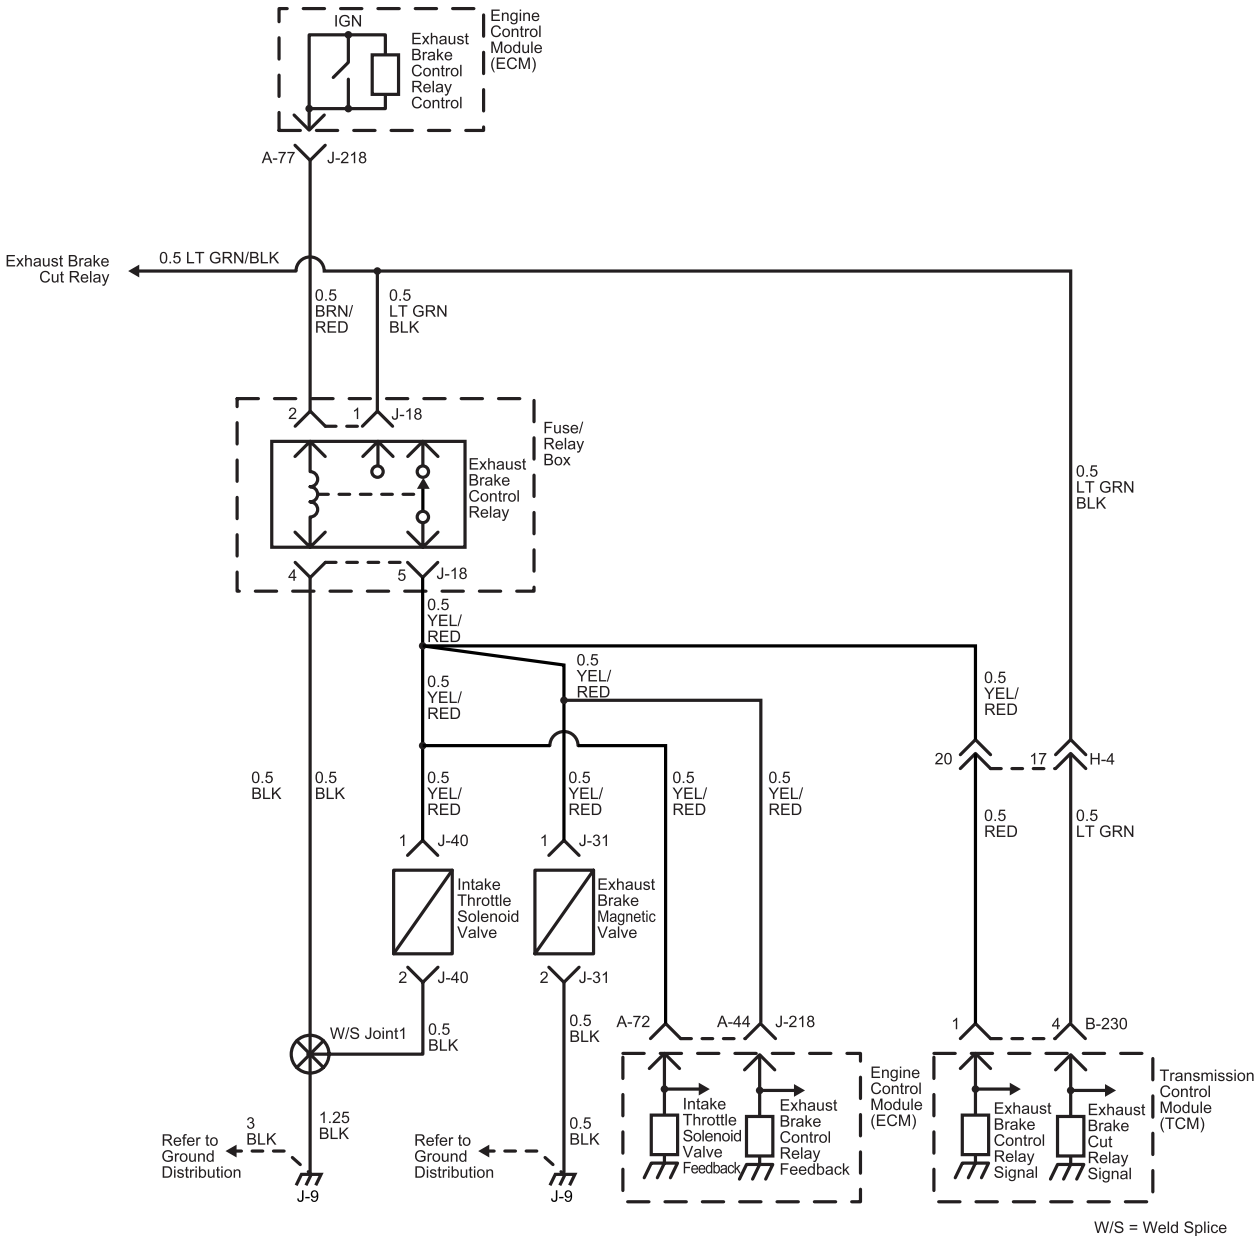 IGN
Exhaust
Brake
Control
Relay
Control
Engine
Control
Module
(ECM)
A-77
J-218
Exhaust Brake
Cut Relay
0.5 LT GRN/BLK
0.5
BRN/
RED
0.5
LT GRN
BLK
2
1
J-18
Fuse/
Relay
Box
Exhaust
Brake
Control
Relay
0.5
LT GRN
BLK
4
5
J-18
0.5
YEL/
RED
0.5
YEL/
RED
0.5
YEL/
RED
0.5
YEL/
RED
20
17
H-4
0.5
BLK
0.5
BLK
0.5
YEL/
RED
0.5
YEL/
RED
0.5
YEL/
RED
0.5
YEL/
RED
0.5
RED
0.5
LT GRN
1
J-40
1
J-31
Intake
Throttle
Solenoid
Valve
Exhaust
Brake
Magnetic
Valve
2
J-40
2
J-31
W/S Joint1
0.5
BLK
0.5
BLK
A-72
A-44
J-218
1
4
B-230
Engine
Control
Module
(ECM)
Transmission
Control
Module
(TCM)
Intake
Throttle
Solenoid
Valve
Feedback
Exhaust
Brake
Control
Relay
Feedback
Exhaust
Brake
Control
Relay
Signal
Exhaust
Brake
Cut
Relay
Signal
Refer to
Ground
Distribution
3
BLK
1.25
BLK
Refer to
Ground
Distribution
0.5
BLK
J-9
J-9
W/S = Weld Splice